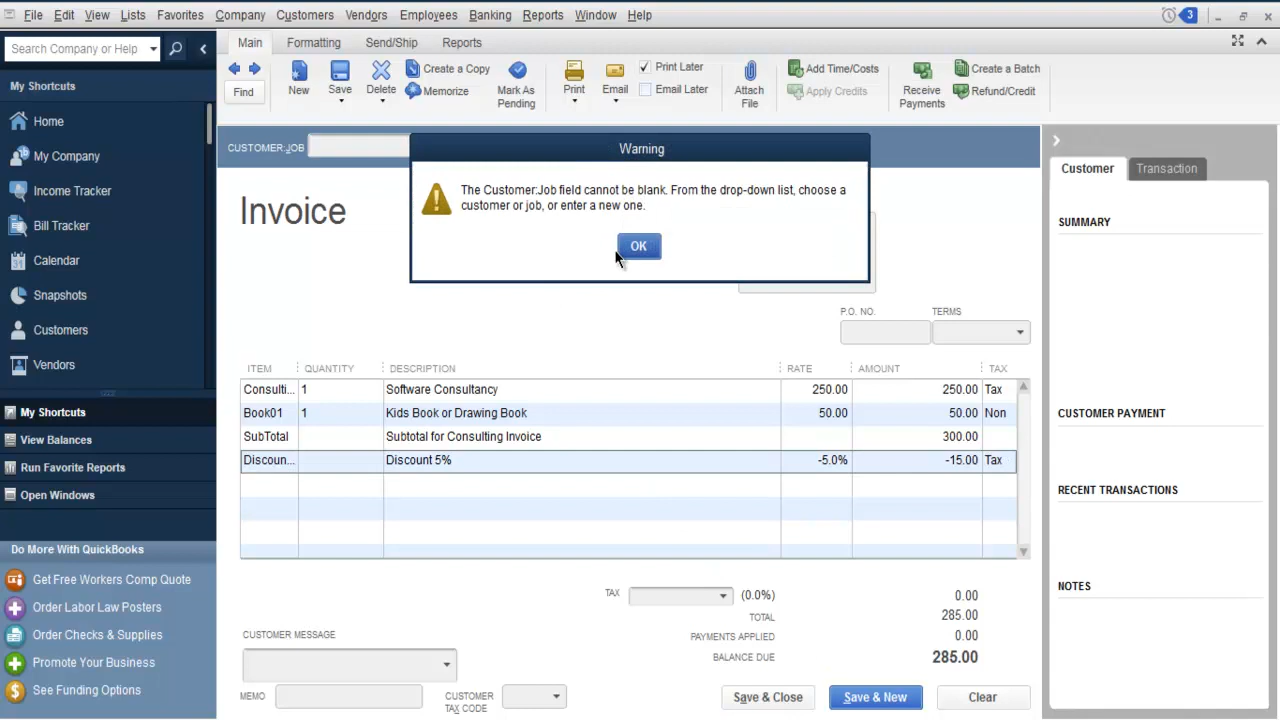 File Edit View Lists Favorites Company Customers Vendors Employees Banking Reports Window Help 3
Search Company or Help
Main Formatting Send/Ship Reports
Find New Save Delete Create a Copy Memorize Mark As Pending Print Email Print Later Email Later Attach File Add Time/Costs Apply Credits Receive Payments Create a Batch Refund/Credit
My Shortcuts
Home
My Company
Income Tracker
Bill Tracker
Calendar
Snapshots
Customers
Vendors
My Shortcuts
View Balances
Run Favorite Reports
Open Windows
Do More With QuickBooks
Get Free Workers Comp Quote
Order Labor Law Posters
Order Checks & Supplies
Promote Your Business
See Funding Options
CUSTOMER:JOB
Warning
The Customer:Job field cannot be blank. From the drop-down list, choose a
customer or job, or enter a new one.
OK
Invoice
P.O. NO. TERMS
ITEM QUANTITY DESCRIPTION RATE AMOUNT TAX
Consulti... 1 Software Consultancy 250.00 250.00 Tax
Book01 1 Kids Book or Drawing Book 50.00 50.00 Non
SubTotal Subtotal for Consulting Invoice 300.00
Discoun... Discount 5% -5.0% -15.00 Tax
TAX (0.0%) 0.00
TOTAL 285.00
PAYMENTS APPLIED 0.00
BALANCE DUE 285.00
CUSTOMER MESSAGE
MEMO
CUSTOMER
TAX CODE
Save & Close Save & New Clear
Customer Transaction
SUMMARY
CUSTOMER PAYMENT
RECENT TRANSACTIONS
NOTES